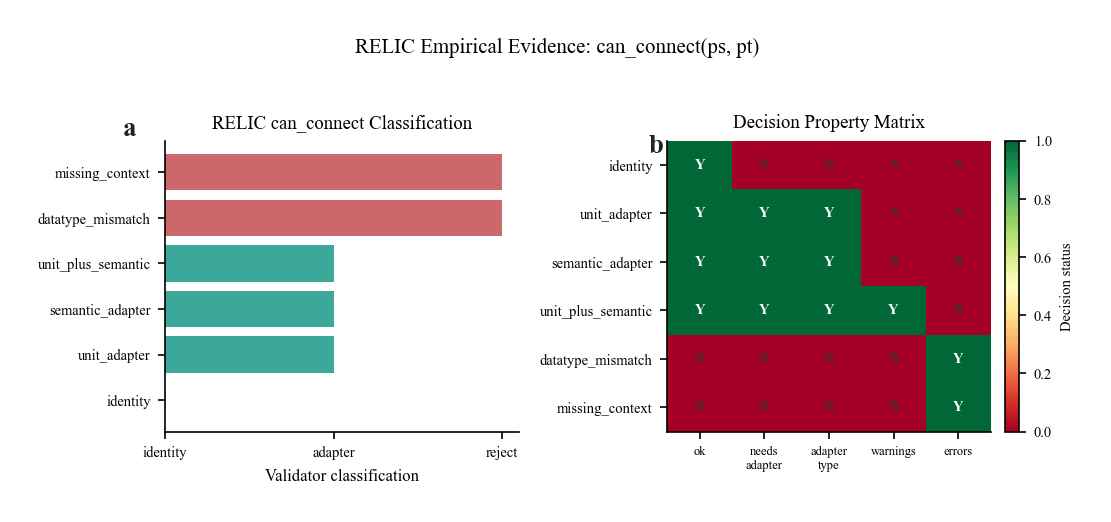 RELIC Empirical Evidence: can_connect(ps, pt)
a
RELIC can_connect Classification
missing_context
datatype_mismatch
unit_plus_semantic
semantic_adapter
unit_adapter
identity
identity adapter reject
Validator classification
b
Decision Property Matrix
identity Y N N N N
unit_adapter Y Y Y N N
semantic_adapter Y Y Y N N
unit_plus_semantic Y Y Y Y N
datatype_mismatch N N N N Y
missing_context N N N N Y
ok needs adapter warnings errors
adapter type
1.0
0.8
0.6
0.4
0.2
0.0
Decision status